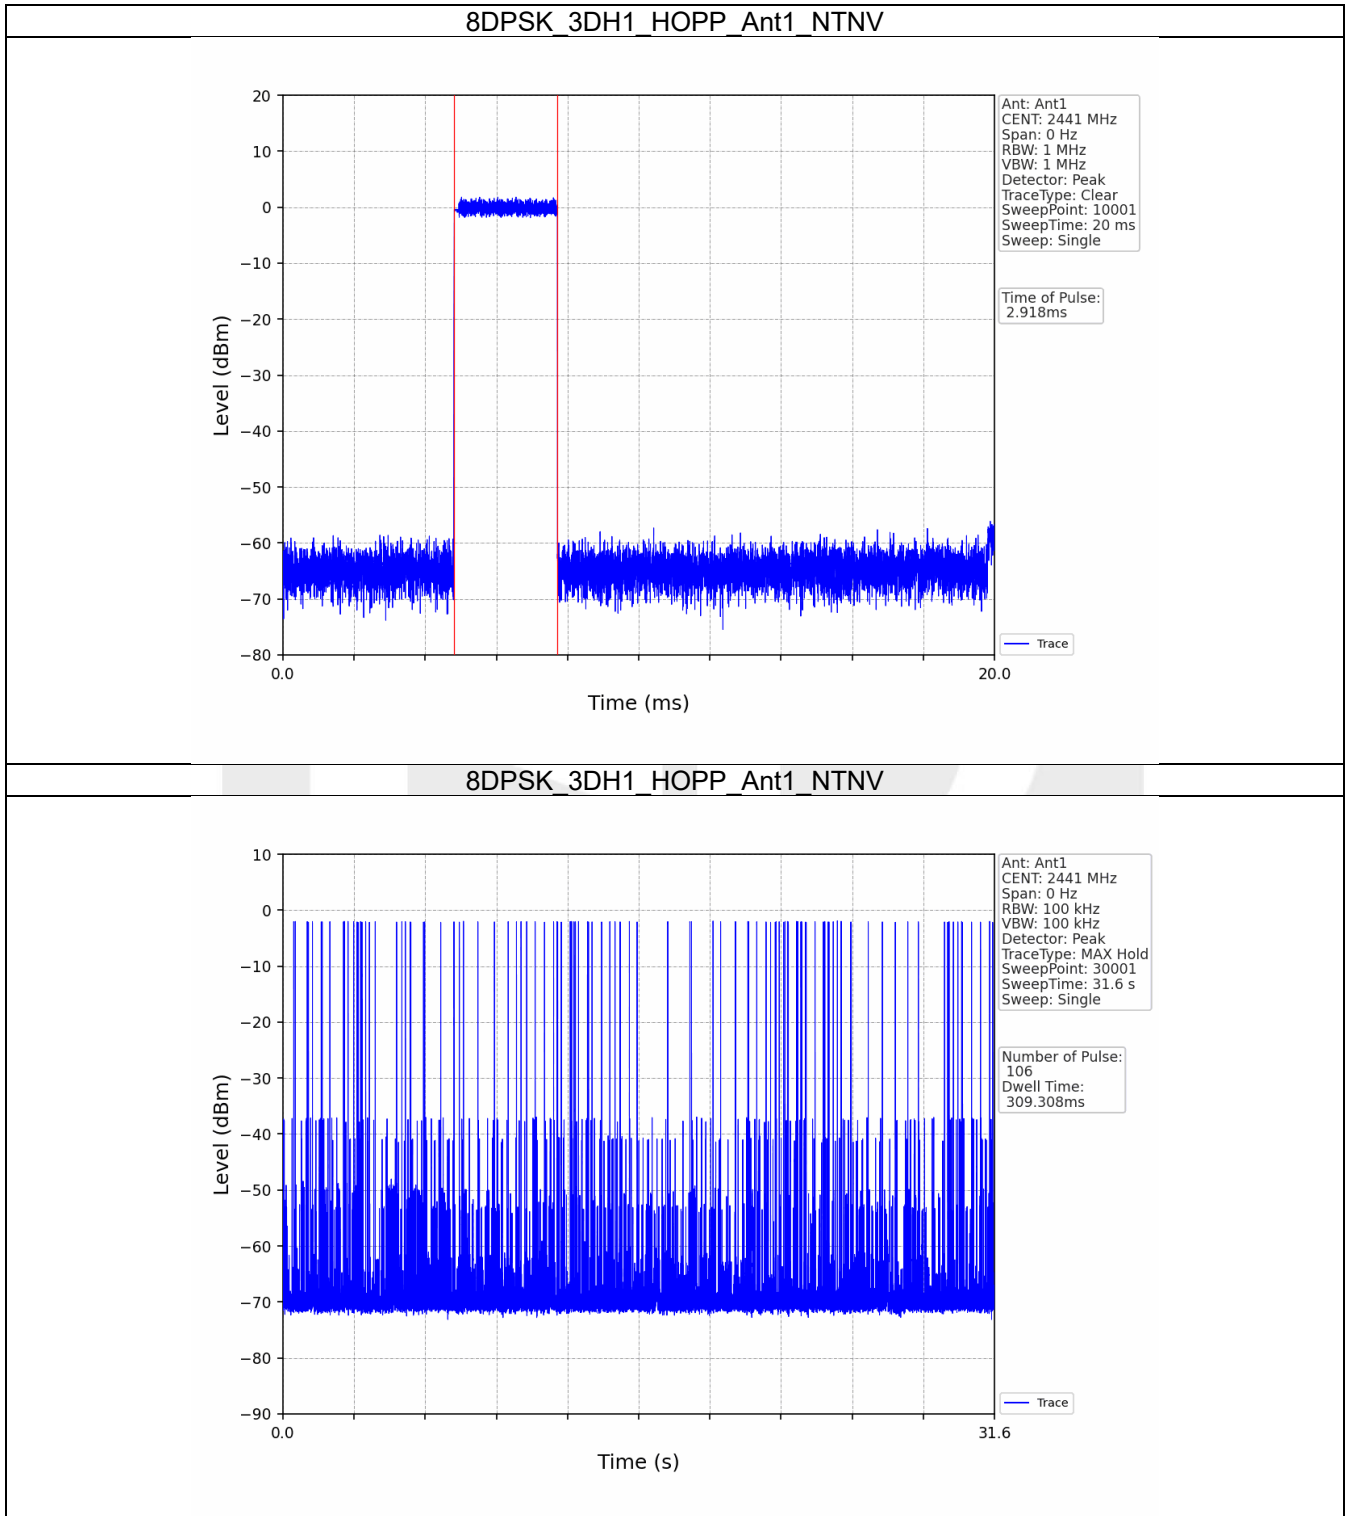 8DPSK_3DH1_HOPP_Ant1_NTNV
20
10
0
−10
−20
−30
−40
−50
−60
−70
−80
Level (dBm)
0.0
20.0
Time (ms)
Ant: Ant1
CENT: 2441 MHz
Span: 0 Hz
RBW: 1 MHz
VBW: 1 MHz
Detector: Peak
TraceType: Clear
SweepPoint: 10001
SweepTime: 20 ms
Sweep: Single
Time of Pulse:
2.918ms
Trace
8DPSK_3DH1_HOPP_Ant1_NTNV
10
0
−10
−20
−30
−40
−50
−60
−70
−80
−90
Level (dBm)
0.0
31.6
Time (s)
Ant: Ant1
CENT: 2441 MHz
Span: 0 Hz
RBW: 100 kHz
VBW: 100 kHz
Detector: Peak
TraceType: MAX Hold
SweepPoint: 30001
SweepTime: 31.6 s
Sweep: Single
Number of Pulse:
106
Dwell Time:
309.308ms
Trace